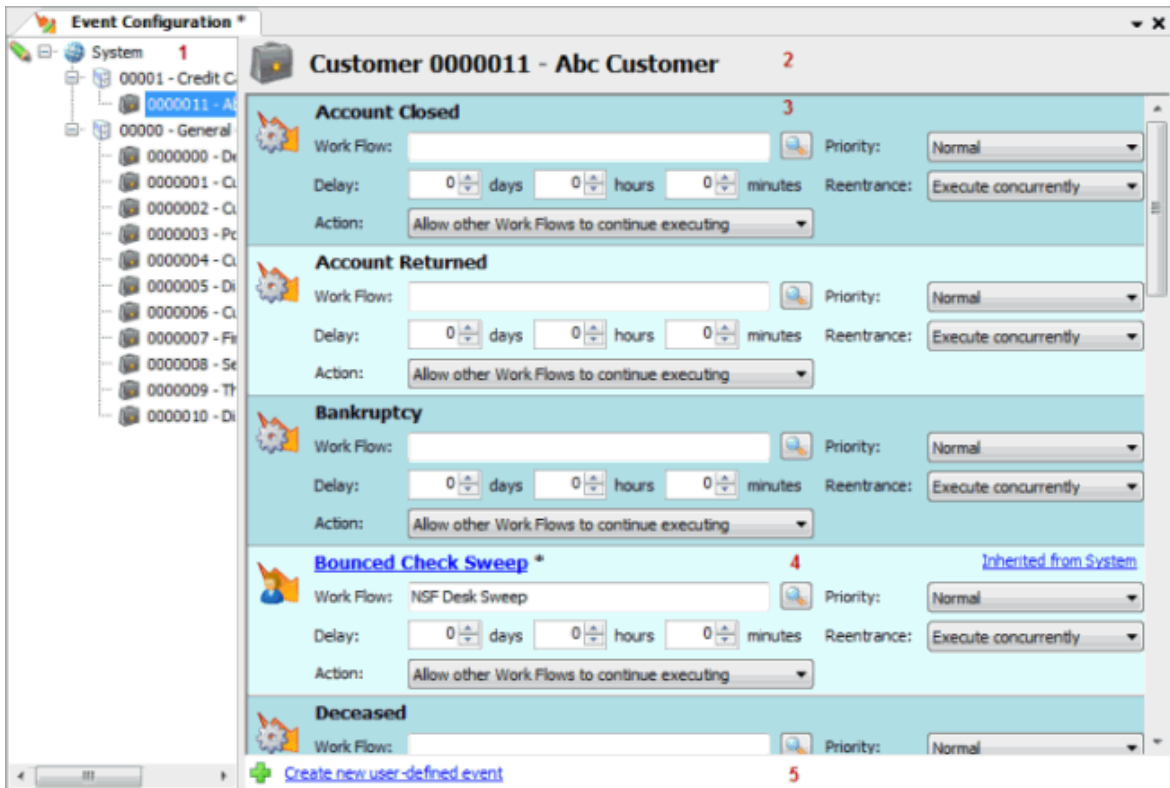 Event Configuration *
System 1
00001 - Credit C
0000011 - Ab
00000 - General
0000000 - De
0000001 - Cu
0000002 - Cu
0000003 - Po
0000004 - Cu
0000005 - Di
0000006 - Cu
0000007 - Fir
0000008 - Se
0000009 - Th
0000010 - Di
Customer 0000011 - Abc Customer 2
Account Closed 3
Work Flow: Priority: Normal
Delay: 0 days 0 hours 0 minutes Reentrance: Execute concurrently
Action: Allow other Work Flows to continue executing
Account Returned
Work Flow: Priority: Normal
Delay: 0 days 0 hours 0 minutes Reentrance: Execute concurrently
Action: Allow other Work Flows to continue executing
Bankruptcy
Work Flow: Priority: Normal
Delay: 0 days 0 hours 0 minutes Reentrance: Execute concurrently
Action: Allow other Work Flows to continue executing
Bounced Check Sweep * 4 Inherited from System
Work Flow: NSF Desk Sweep Priority: Normal
Delay: 0 days 0 hours 0 minutes Reentrance: Execute concurrently
Action: Allow other Work Flows to continue executing
Deceased
Work Flow: Priority: Normal
Create new user-defined event 5